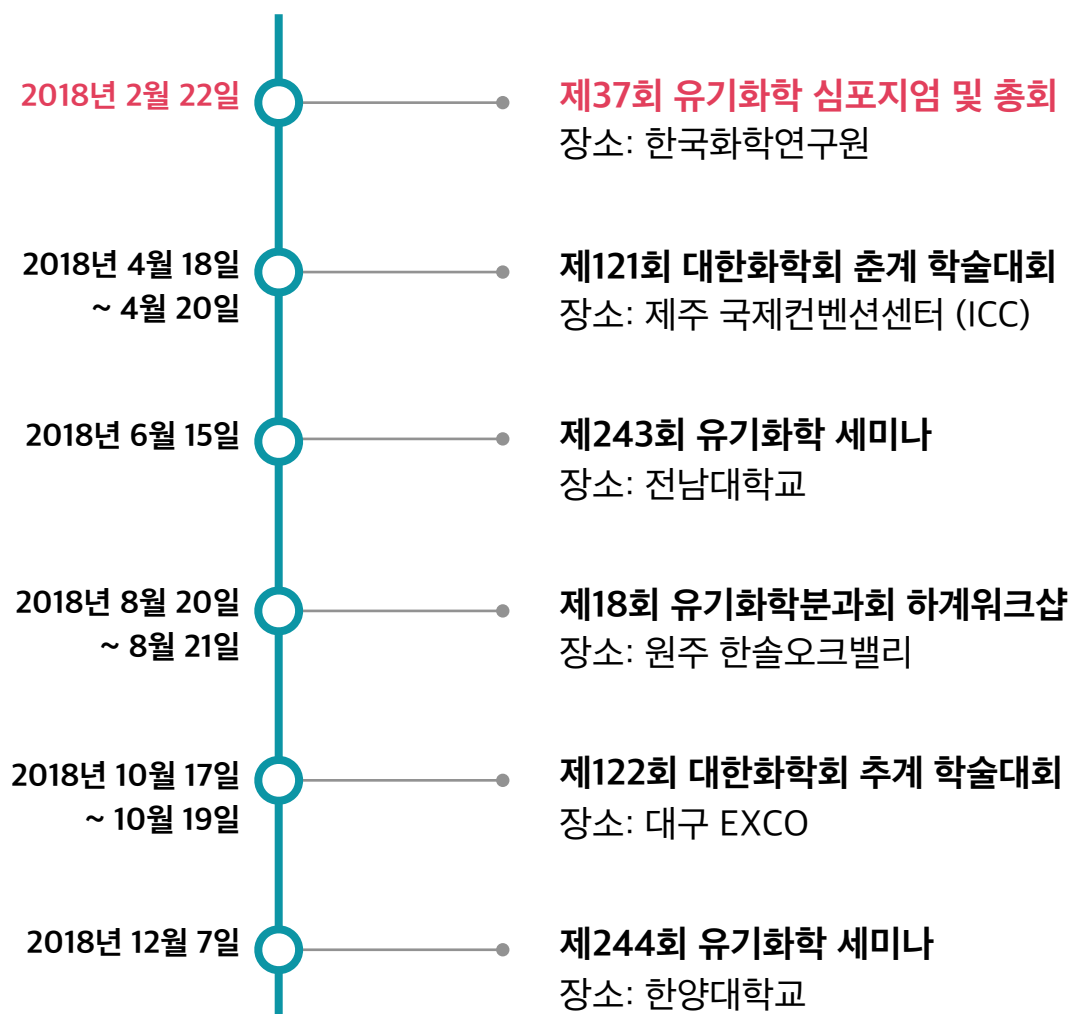 2018년 2월 22일
제37회 유기화학 심포지엄 및 총회
장소: 한국화학연구원
2018년 4월 18일
~ 4월 20일
제121회 대한화학회 춘계 학술대회
장소: 제주 국제컨벤션센터 (ICC)
2018년 6월 15일
제243회 유기화학 세미나
장소: 전남대학교
2018년 8월 20일
~ 8월 21일
제18회 유기화학분과회 하계워크샵
장소: 원주 한솔오크밸리
2018년 10월 17일
~ 10월 19일
제122회 대한화학회 추계 학술대회
장소: 대구 EXCO
2018년 12월 7일
제244회 유기화학 세미나
장소: 한양대학교